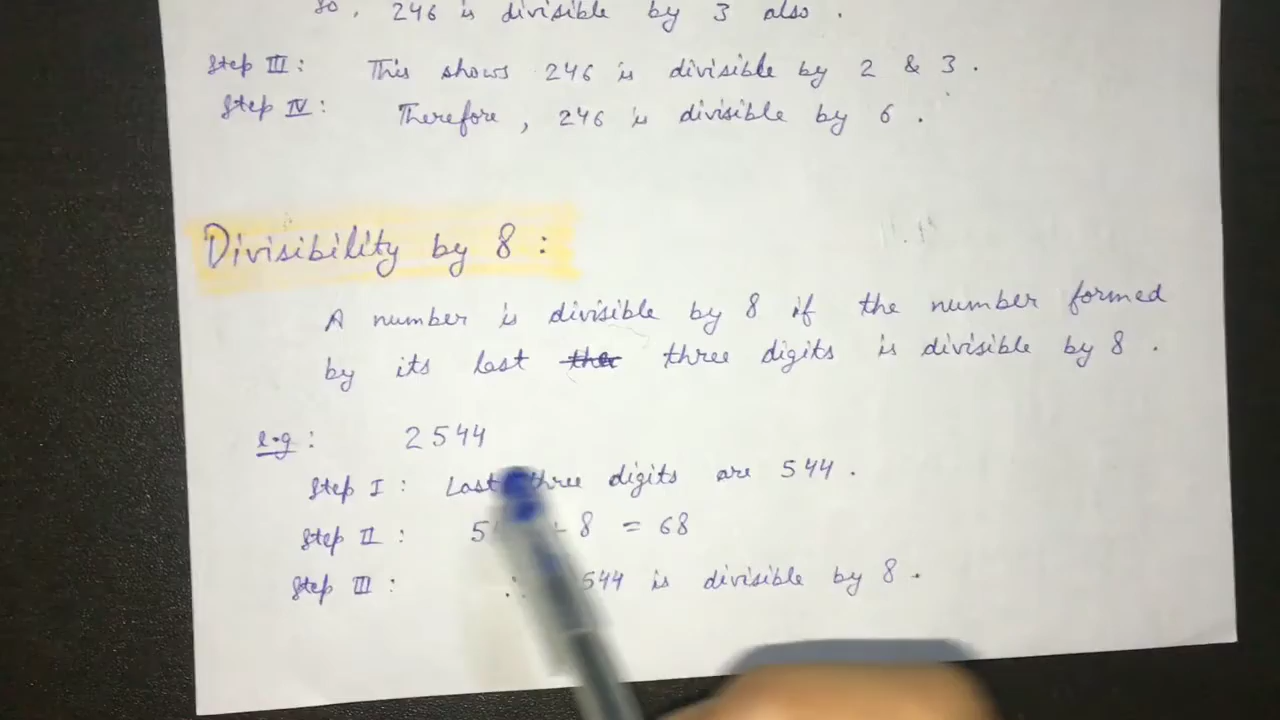 So, 246 is divisible by 3 also.
Step III: This shows 246 is divisible by 2 & 3.
Step IV: Therefore, 246 is divisible by 6.
Divisibility by 8:
A number is divisible by 8 if the number formed
by its last three digits is divisible by 8.
e.g: 2544
Step I: Last three digits are 544.
Step II: 8 = 68
Step III: 544 is divisible by 8.